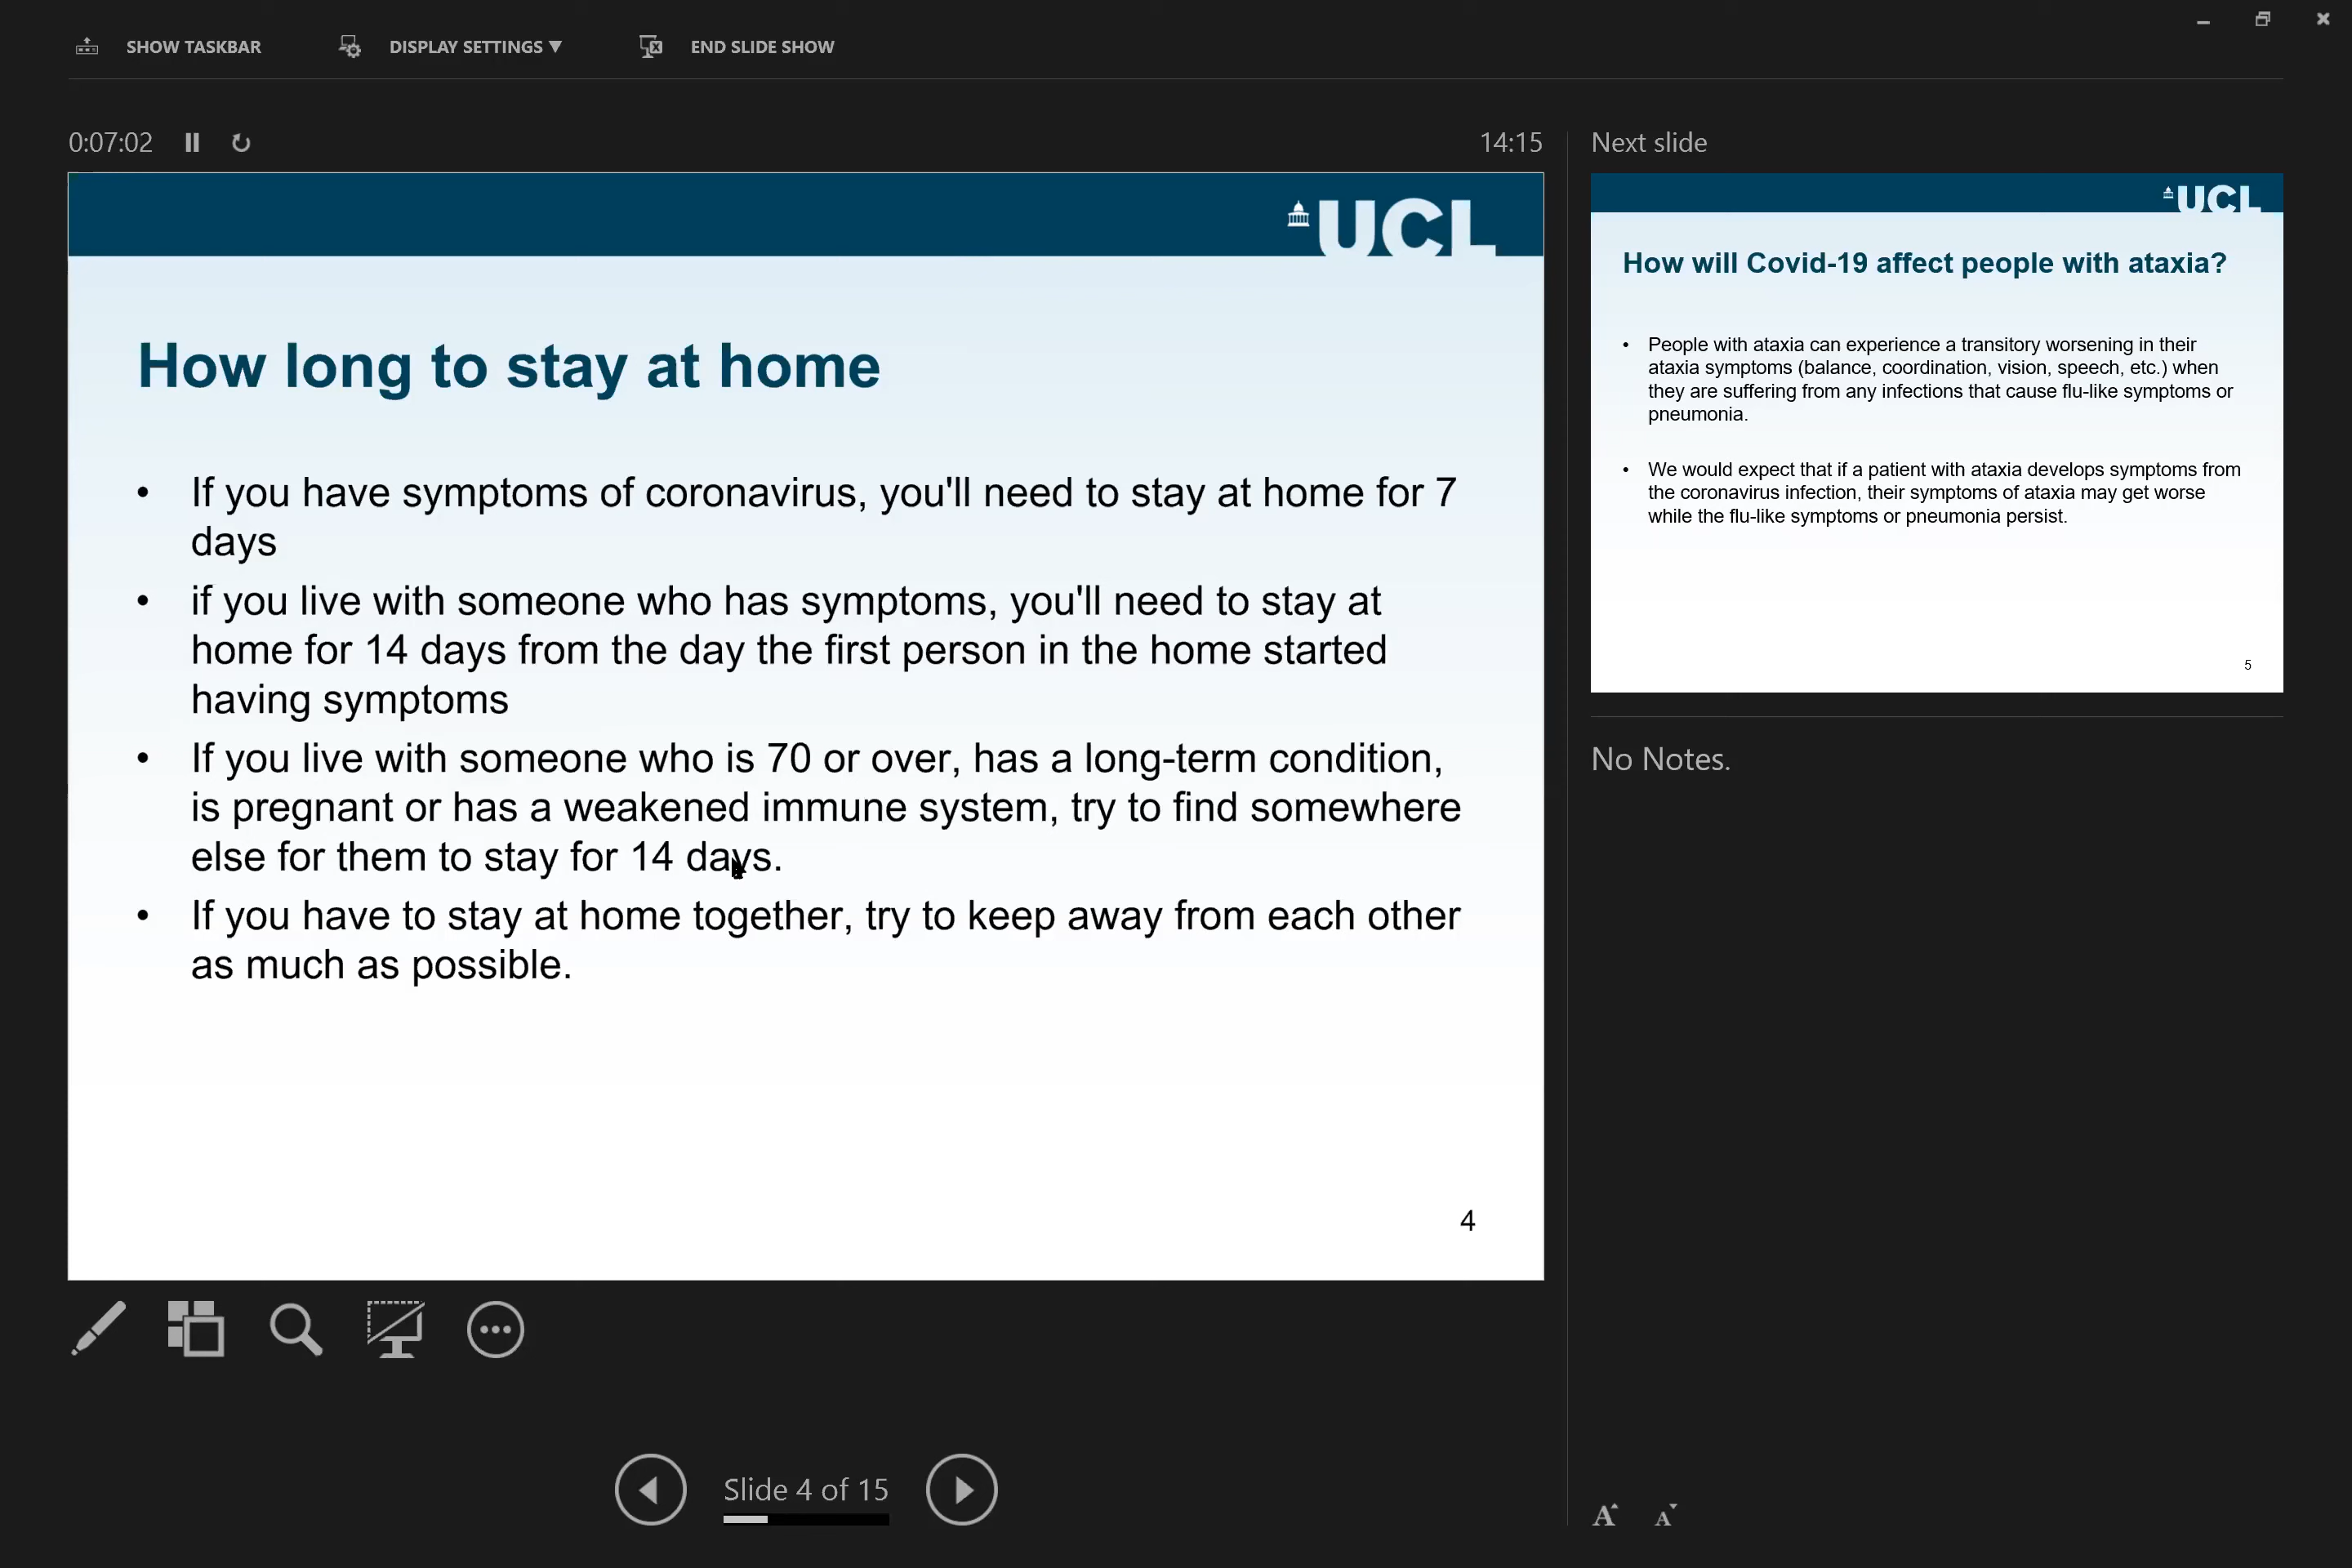 SHOW TASKBAR
DISPLAY SETTINGS ▼
END SLIDE SHOW
0:07:02
14:15
UCL
How long to stay at home
• If you have symptoms of coronavirus, you'll need to stay at home for 7
days
• if you live with someone who has symptoms, you'll need to stay at
home for 14 days from the day the first person in the home started
having symptoms
• If you live with someone who is 70 or over, has a long-term condition,
is pregnant or has a weakened immune system, try to find somewhere
else for them to stay for 14 days.
• If you have to stay at home together, try to keep away from each other
as much as possible.
4
Slide 4 of 15
Next slide
UCL
How will Covid-19 affect people with ataxia?
• People with ataxia can experience a transitory worsening in their
ataxia symptoms (balance, coordination, vision, speech, etc.) when
they are suffering from any infections that cause flu-like symptoms or
pneumonia.
• We would expect that if a patient with ataxia develops symptoms from
the coronavirus infection, their symptoms of ataxia may get worse
while the flu-like symptoms or pneumonia persist.
5
No Notes.
A A